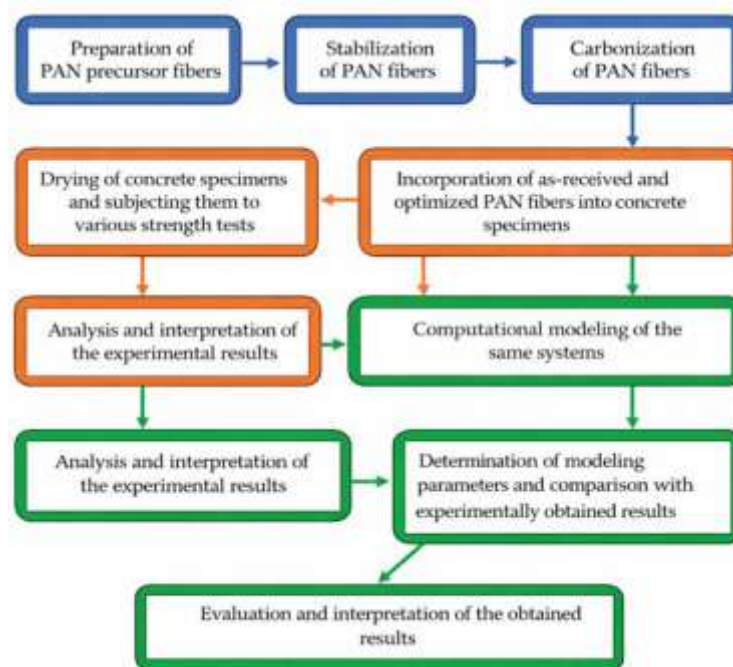 Preparation of
PAN precursor fibers
Stabilization
of PAN fibers
Carbonization
of PAN fibers
Drying of concrete specimens
and subjecting them to
various strength tests
Incorporation of as-received and
optimized PAN fibers into concrete
specimens
Analysis and interpretation of
the experimental results
Computational modeling of the
same systems
Analysis and interpretation of
the experimental results
Determination of modeling
parameters and comparison with
experimentally obtained results
Evaluation and interpretation of the obtained
results